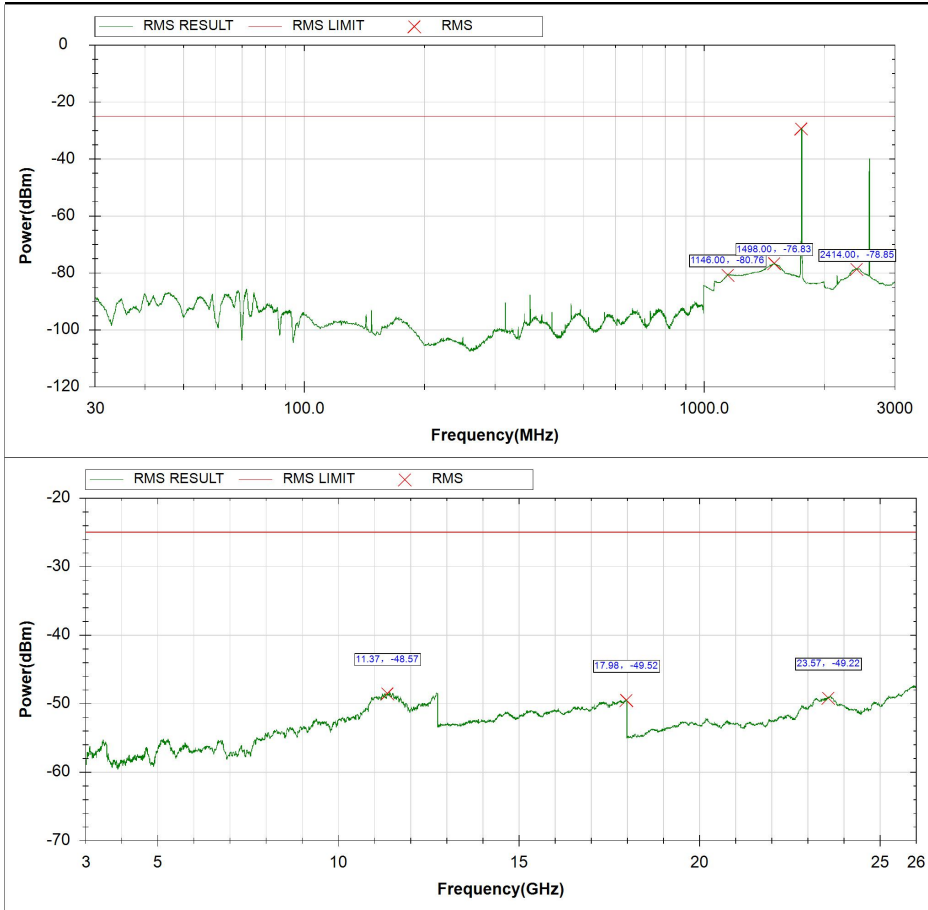 RMS RESULT RMS LIMIT RMS
0
-20
-40
-60
-80
-100
-120
Power(dBm)
1498.00, -76.83
1146.00, -80.76
2414.00, -78.85
30 100.0 1000.0 3000
Frequency(MHz)
RMS RESULT RMS LIMIT RMS
-20
-30
-40
-50
-60
-70
Power(dBm)
11.37, -48.57
17.98, -49.52
23.57, -49.22
3 5 10 15 20 25 26
Frequency(GHz)